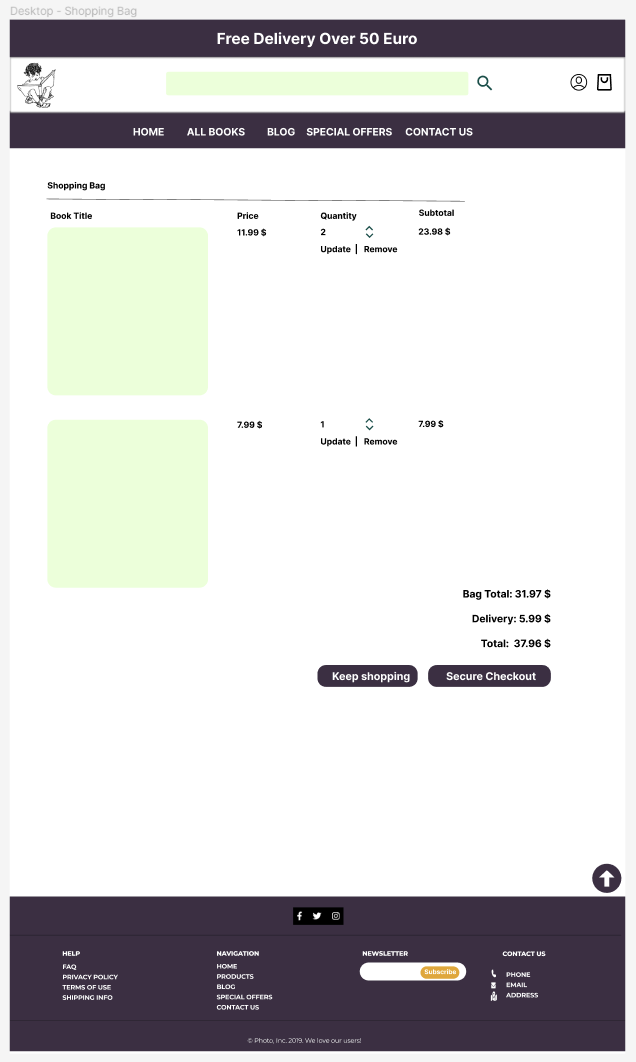 Desktop - Shopping Bag
Free Delivery Over 50 Euro
HOME ALL BOOKS BLOG SPECIAL OFFERS CONTACT US
Shopping Bag
Book Title Price Quantity Subtotal
11.99 $ 2 23.98 $
Update | Remove
7.99 $ 1 7.99 $
Update | Remove
Bag Total: 31.97 $
Delivery: 5.99 $
Total: 37.96 $
Keep shopping Secure Checkout
HELP
FAQ
PRIVACY POLICY
TERMS OF USE
SHIPPING INFO
NAVIGATION
HOME
PRODUCTS
BLOG
SPECIAL OFFERS
CONTACT US
NEWSLETTER
Subscribe
CONTACT US
PHONE
EMAIL
ADDRESS
© Photo, Inc. 2019. We love our users!